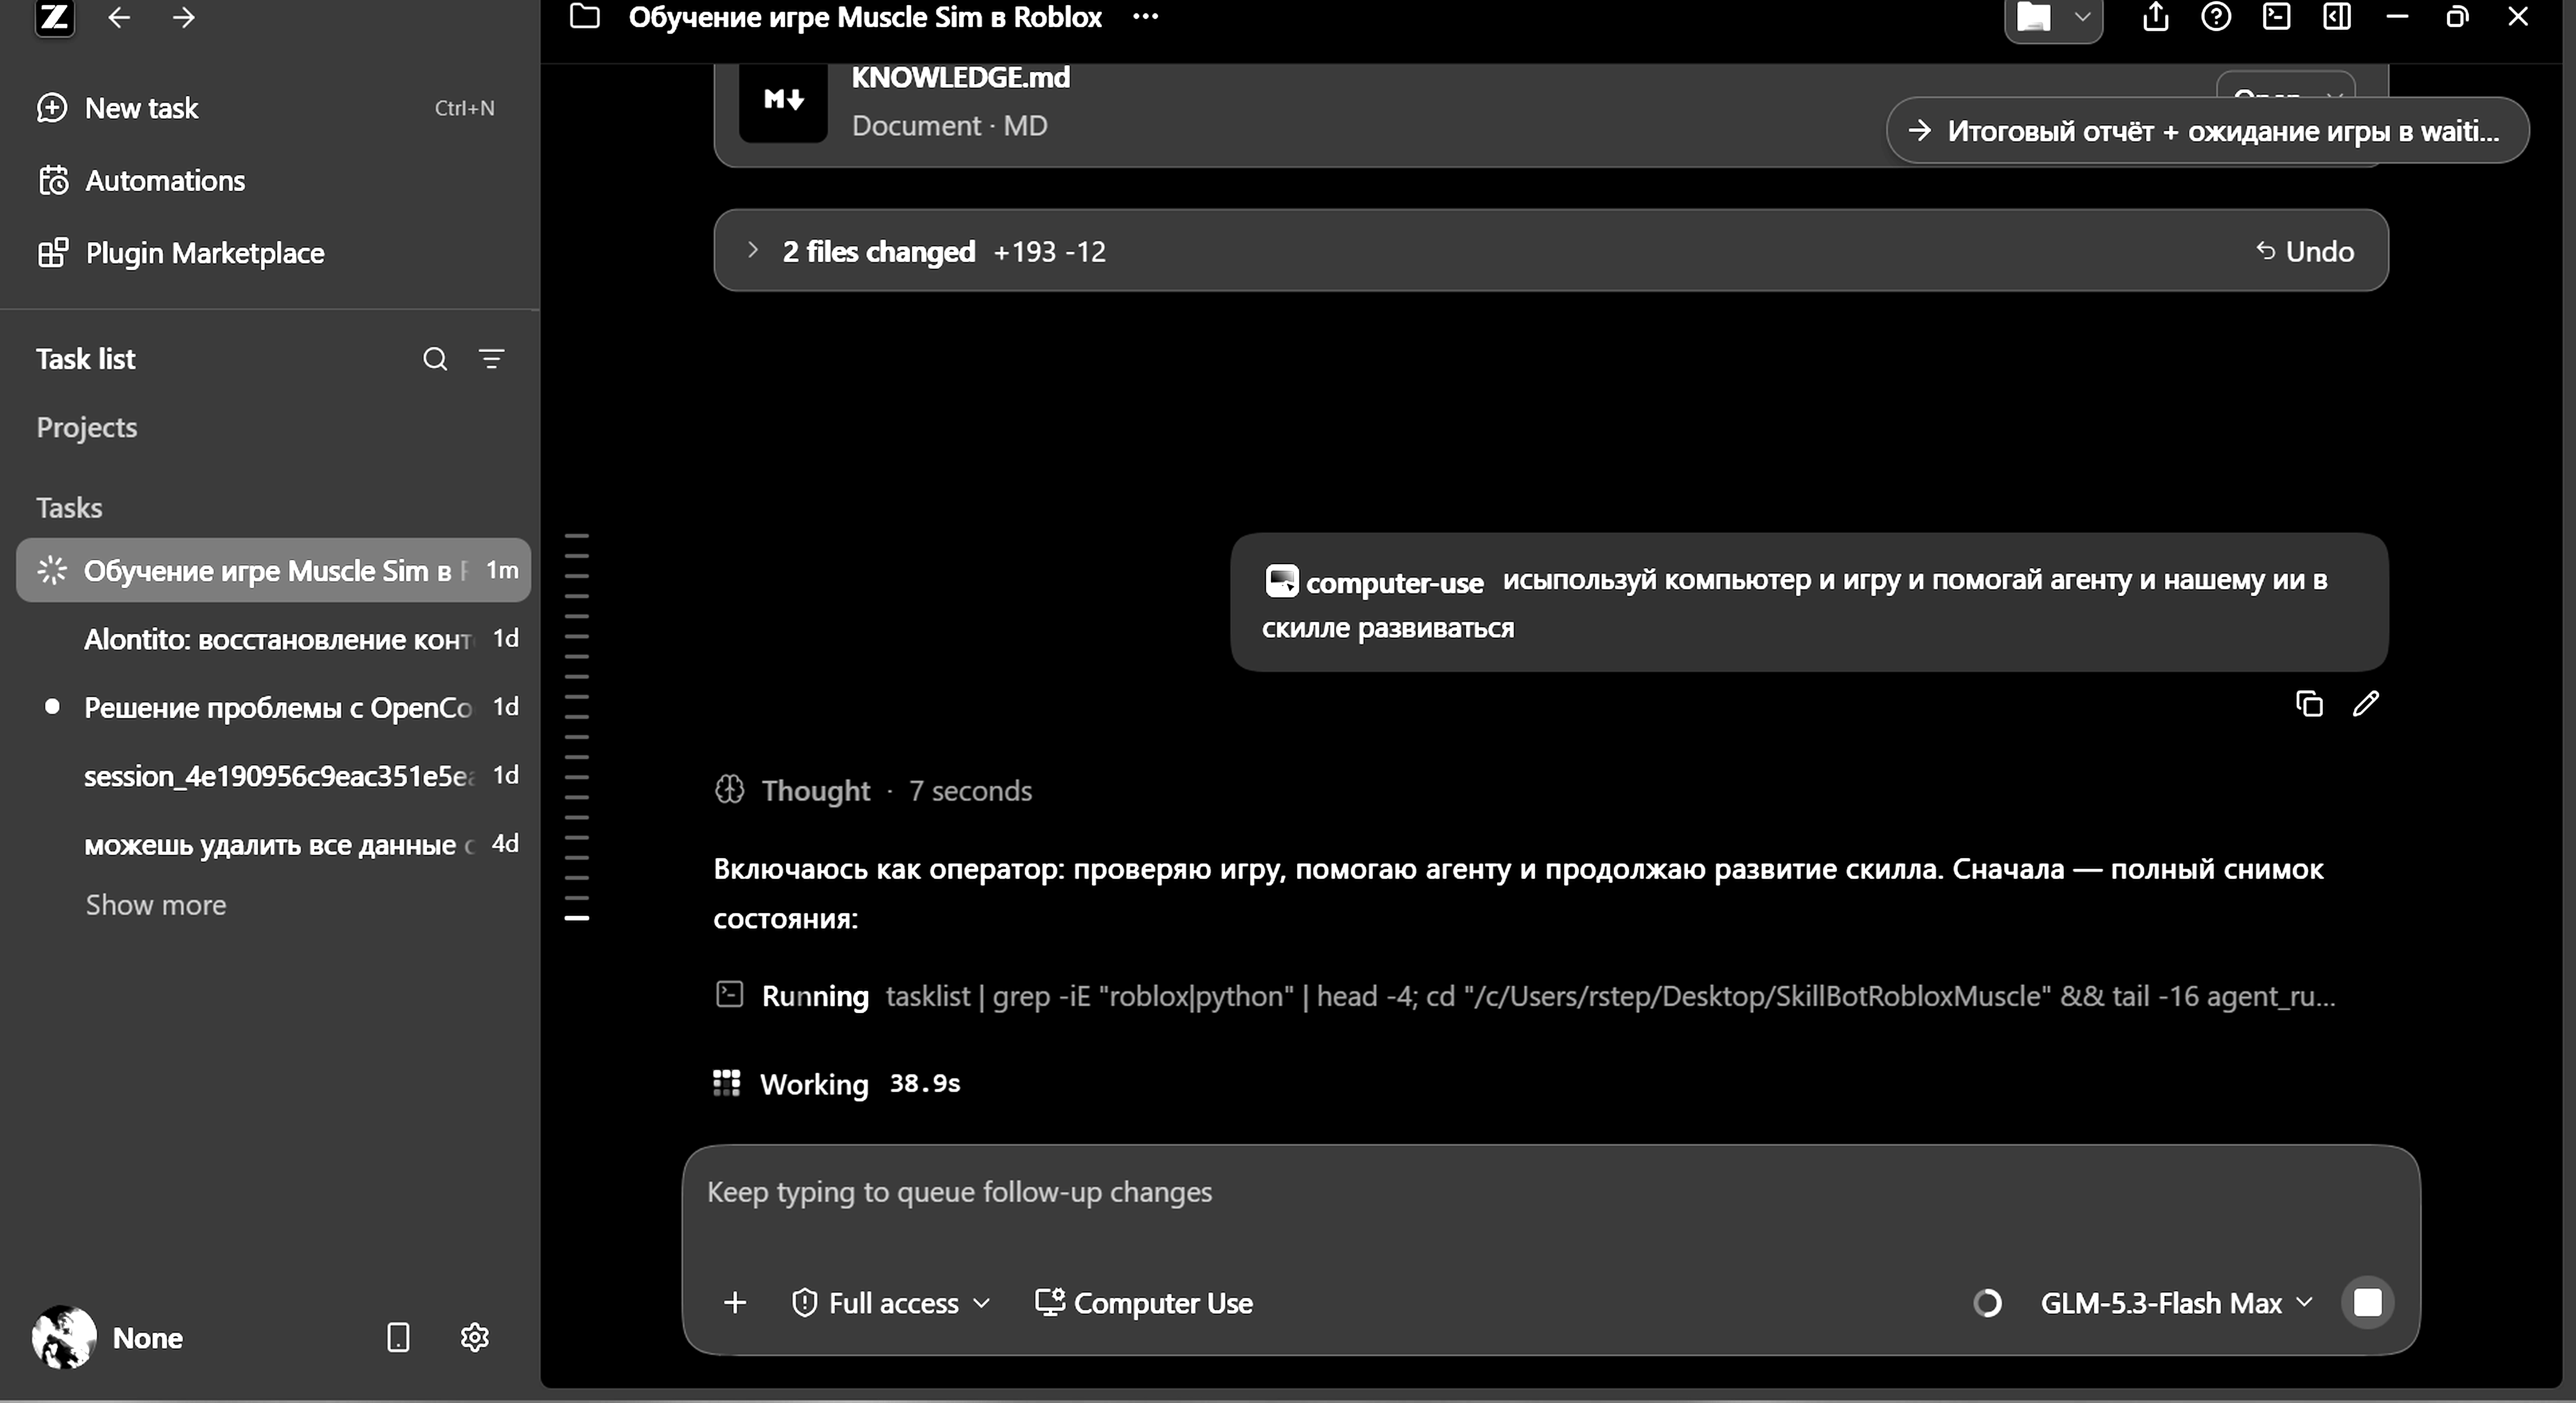 Z
Обучение игре Muscle Sim в Roblox
New task
Ctrl+N
Automations
Plugin Marketplace
Task list
Projects
Tasks
Обучение игре Muscle Sim в
1m
Alontito: восстановление конт
1d
Решение проблемы с OpenCo
1d
session_4e190956c9eac351e5ea
1d
можешь удалить все данные
4d
Show more
None
KNOWLEDGE.md
Document · MD
Итоговый отчёт + ожидание игры в waiti...
2 files changed +193 -12
Undo
computer-use исыпользуй компьютер и игру и помогай агенту и нашему ии в
скилле развиваться
Thought · 7 seconds
Включаюсь как оператор: проверяю игру, помогаю агенту и продолжаю развитие скилла. Сначала — полный снимок
состояния:
Running tasklist | grep -iE "roblox|python" | head -4; cd "/c/Users/rstep/Desktop/SkillBotRobloxMuscle" && tail -16 agent_ru...
Working 38.9s
Keep typing to queue follow-up changes
Full access
Computer Use
GLM-5.3-Flash Max